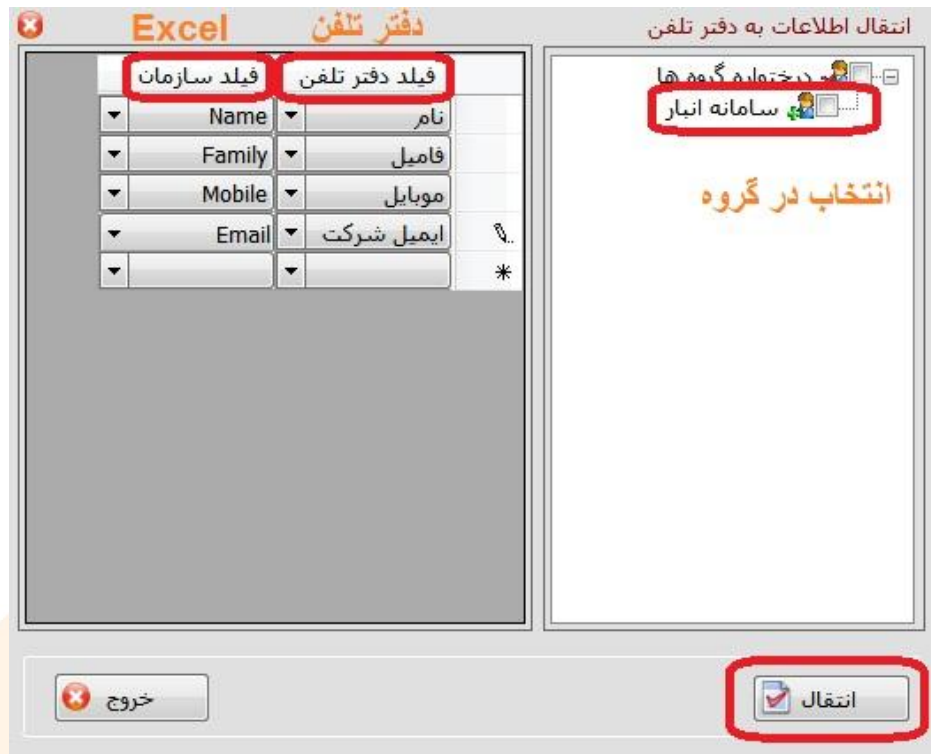 انتقال اطلاعات به دفتر تلفن
دفتر تلفن Excel
درختواره گروه ها
سامانه انبار
انتخاب در گروه
فیلد دفتر تلفن فیلد سازمان
نام Name
فامیل Family
موبایل Mobile
ایمیل شرکت Email
انتقال
خروج